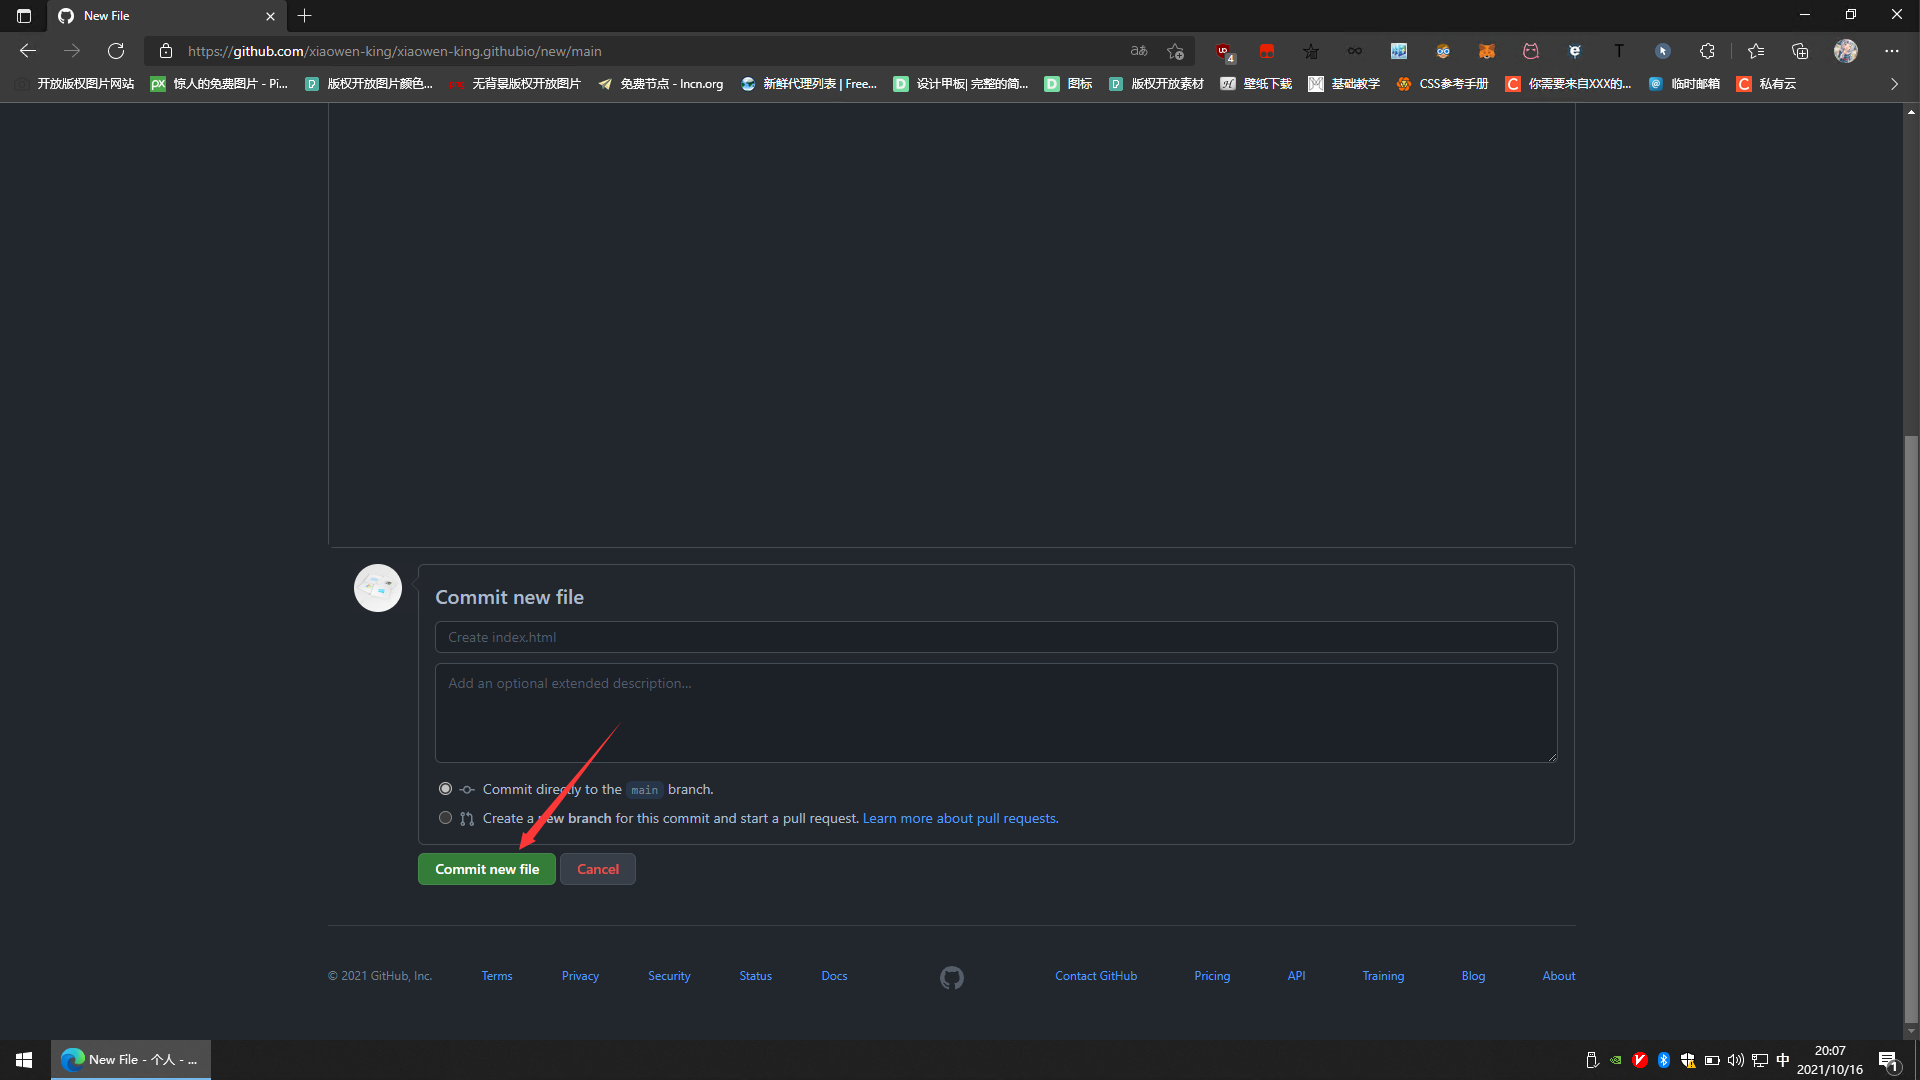 New File
https://github.com/xiaowen-king/xiaowen-king.githubio/new/main
4
开放版权图片网站
惊人的免费图片 - Pi...
版权开放图片颜色...
无背景版权开放图片
免费节点 - lncn.org
新鲜代理列表 | Free...
设计甲板| 完整的简...
图标
版权开放素材
壁纸下载
基础教学
CSS参考手册
你需要来自XXX的...
临时邮箱
私有云
Commit new file
Create index.html
Add an optional extended description...
Commit directly to the main branch.
Create a new branch for this commit and start a pull request. Learn more about pull requests.
Commit new file
Cancel
© 2021 GitHub, Inc.
Terms
Privacy
Security
Status
Docs
Contact GitHub
Pricing
API
Training
Blog
About
New File - 个人 - ...
中
20:07
2021/10/16
1